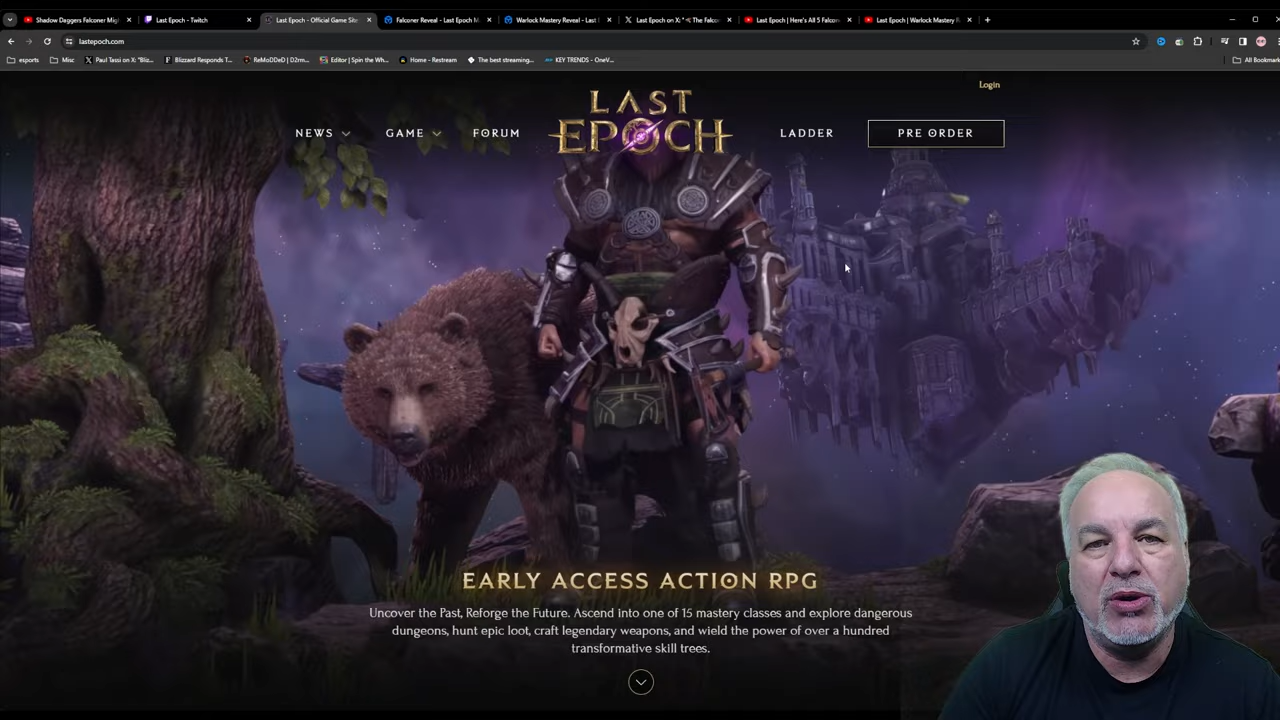 Shadow Daggers Falconer Mig
Last Epoch - Twitch
Last Epoch - Official Game Site
Falconer Reveal - Last Epoch M
Warlock Mastery Reveal - Last
Last Epoch on X: "
The Falco
Last Epoch | Here's All 5 Falcon
Last Epoch | Warlock Mastery R
lastepoch.com
esports
Misc
Paul Tassi on X: "Bliz...
Blizzard Responds T...
ReMoDDeD | D2rm...
Editor | Spin the Wh...
Home - Restream
The best streaming...
KEY TRENDS - OneV...
All Bookmark
Login
NEWS
GAME
FORUM
LAST
EPOCH
LADDER
PRE ORDER
EARLY ACCESS ACTION RPG
Uncover the Past, Reforge the Future. Ascend into one of 15 mastery classes and explore dangerous
dungeons, hunt epic loot, craft legendary weapons, and wield the power of over a hundred
transformative skill trees.